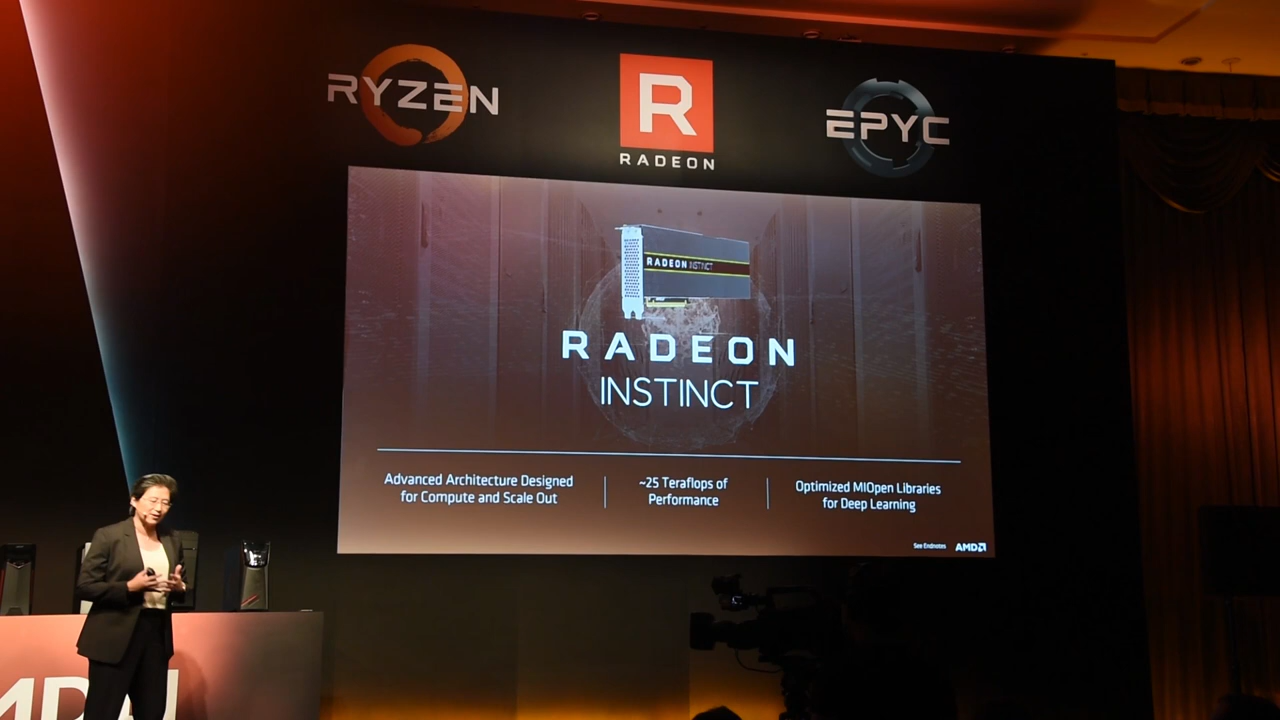 RYZEN
R
RADEON
EPYC
RADEON INSTINCT
RADEON
INSTINCT
Advanced Architecture Designed
for Compute and Scale Out
~25 Teraflops of
Performance
Optimized MIOpen Libraries
for Deep Learning
See Endnotes
AMD